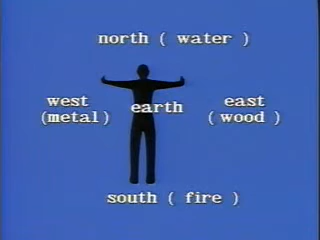 north ( water )
west
(metal)
earth
east
( wood )
south ( fire )